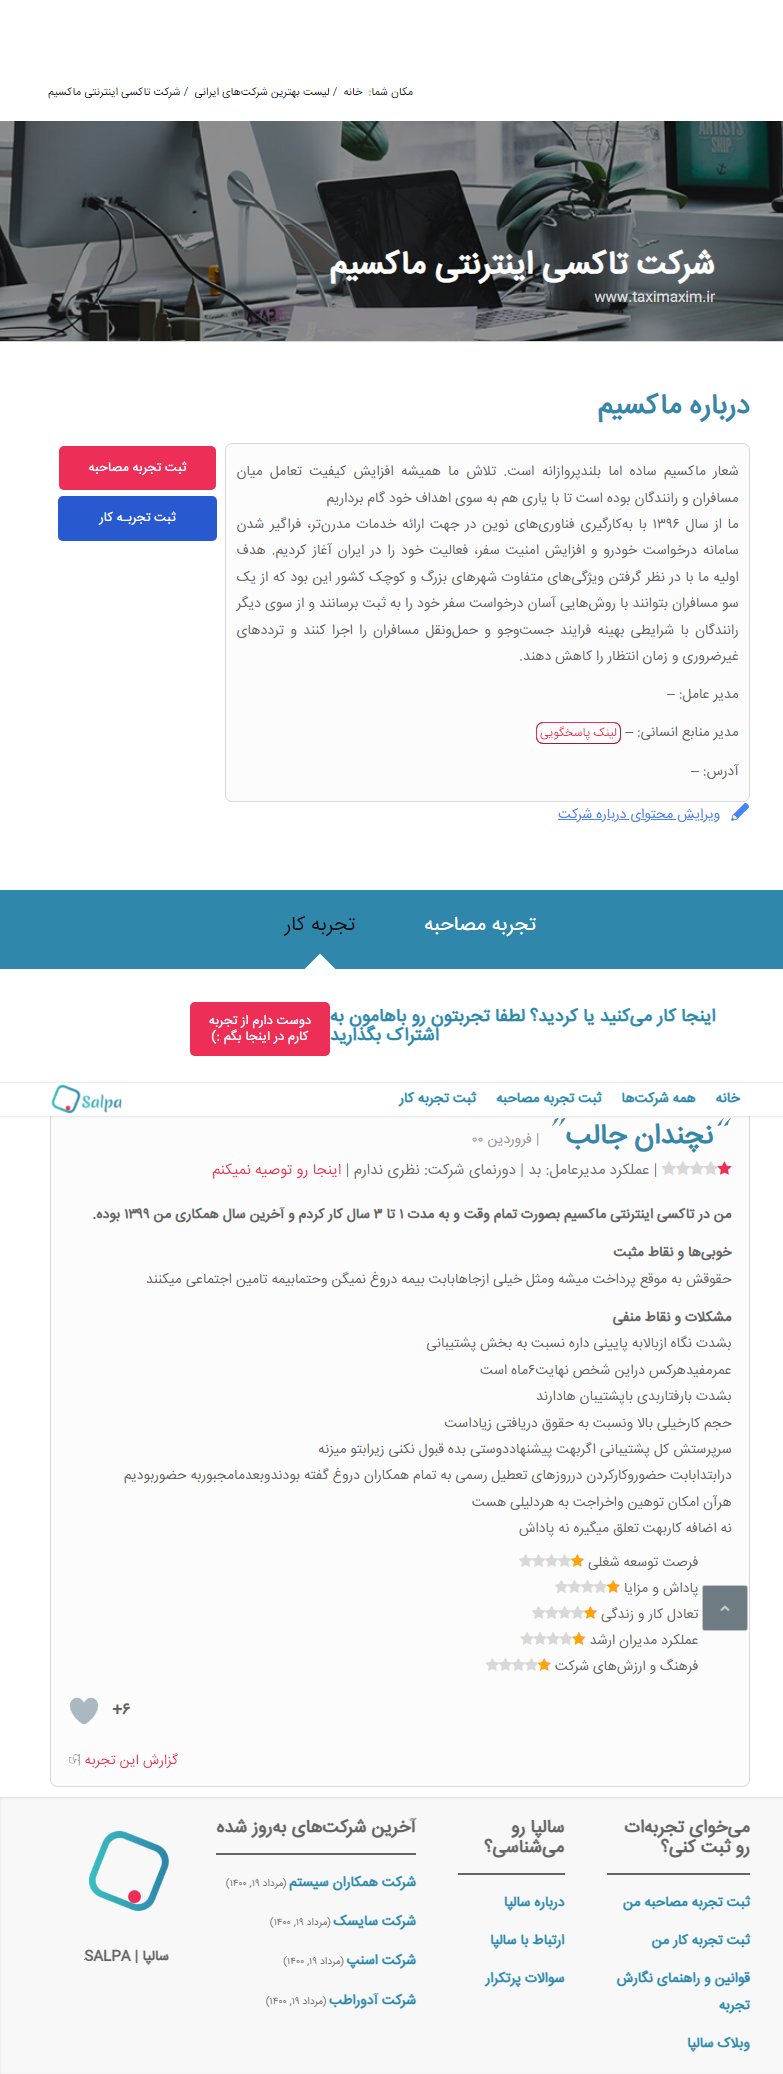 مکان شما: خانه / لیست بهترین شرکت‌های ایرانی / شرکت تاکسی اینترنتی ماکسیم
ARTISTS
SHIP
شرکت تاکسی اینترنتی ماکسیم
www.taximaxim.ir
درباره ماکسیم
ثبت تجربه مصاحبه
ثبت تجربـه کار
شعار ماکسیم ساده اما بلندپروازانه است. تلاش ما همیشه افزایش کیفیت تعامل میان
مسافران و رانندگان بوده است تا با یاری هم به سوی اهداف خود گام برداریم
ما از سال ۱۳۹۶ با به‌کارگیری فناوری‌های نوین در جهت ارائه خدمات مدرن‌تر، فراگیر شدن
سامانه درخواست خودرو و افزایش امنیت سفر، فعالیت خود را در ایران آغاز کردیم. هدف
اولیه ما با در نظر گرفتن ویژگی‌های متفاوت شهرهای بزرگ و کوچک کشور این بود که از یک
سو مسافران بتوانند با روش‌هایی آسان درخواست سفر خود را به ثبت برسانند و از سوی دیگر
رانندگان با شرایطی بهینه فرایند جست‌وجو و حمل‌ونقل مسافران را اجرا کنند و ترددهای
غیرضروری و زمان انتظار را کاهش دهند.
مدیر عامل: –
مدیر منابع انسانی: – لینک پاسخگویی
آدرس: –
ویرایش محتوای درباره شرکت
تجربه مصاحبه
تجربه کار
اینجا کار می‌کنید یا کردید؟ لطفا تجربتون رو باهامون به
اشتراک بگذارید
دوست دارم از تجربه
کارم در اینجا بگم :)
خانه
همه شرکت‌ها
ثبت تجربه مصاحبه
ثبت تجربه کار
Salpa
"نچندان جالب" | فروردین ۰۰
| عملکرد مدیرعامل: بد | دورنمای شرکت: نظری ندارم | اینجا رو توصیه نمیکنم
من در تاکسی اینترنتی ماکسیم بصورت تمام وقت و به مدت ۱ تا ۳ سال کار کردم و آخرین سال همکاری من ۱۳۹۹ بوده.
خوبی‌ها و نقاط مثبت
حقوقش به موقع پرداخت میشه ومثل خیلی ازجاهابابت بیمه دروغ نمیگن وحتمابیمه تامین اجتماعی میکنند
مشکلات و نقاط منفی
بشدت نگاه ازبالابه پایینی داره نسبت به بخش پشتیبانی
عمرمفیدهرکس دراین شخص نهایت۶ماه است
بشدت بارفتاربدی باپشتیبان هادارند
حجم کارخیلی بالا ونسبت به حقوق دریافتی زیاداست
سرپرستش کل پشتیبانی اگربهت پیشنهاددوستی بده قبول نکنی زیرابتو میزنه
درابتدابابت حضوروکارکردن درروزهای تعطیل رسمی به تمام همکاران دروغ گفته بودندوبعدمامجبوربه حضوربودیم
هرآن امکان توهین واخراجت به هردلیلی هست
نه اضافه کاربهت تعلق میگیره نه پاداش
فرصت توسعه شغلی
پاداش و مزایا
تعادل کار و زندگی
عملکرد مدیران ارشد
فرهنگ و ارزش‌های شرکت
+۶
گزارش این تجربه
می‌خوای تجربه‌ات
رو ثبت کنی؟
ثبت تجربه مصاحبه من
ثبت تجربه کار من
قوانین و راهنمای نگارش
تجربه
وبلاگ سالپا
سالپا رو
می‌شناسی؟
درباره سالپا
ارتباط با سالپا
سوالات پرتکرار
آخرین شرکت‌های به‌روز شده
شرکت همکاران سیستم (مرداد ۱۹, ۱۴۰۰)
شرکت سایسک (مرداد ۱۹, ۱۴۰۰)
شرکت اسنپ (مرداد ۱۹, ۱۴۰۰)
شرکت آدوراطب (مرداد ۱۹, ۱۴۰۰)
سالپا | SALPA